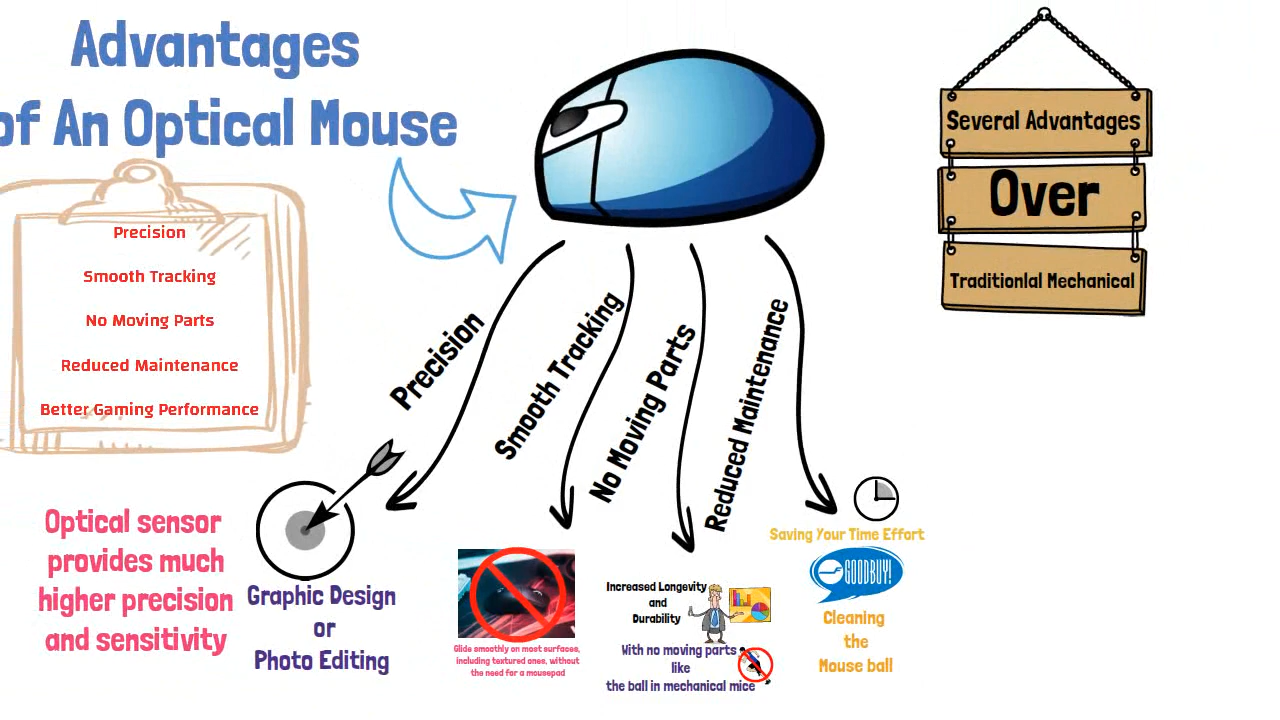 Advantages
of An Optical Mouse
Several Advantages
Over
Traditionlal Mechanical
Precision
Smooth Tracking
No Moving Parts
Reduced Maintenance
Better Gaming Performance
Precision
Smooth Tracking
No Moving Parts
Reduced Maintenance
Optical sensor
provides much
higher precision
and sensitivity
Graphic Design
or
Photo Editing
Glide smoothly on most surfaces,
including textured ones, without
the need for a mousepad
Increased Longevity
and
Durability
With no moving parts
like
the ball in mechanical mice
Saving Your Time Effort
GOODBUY!
Cleaning
the
Mouse ball